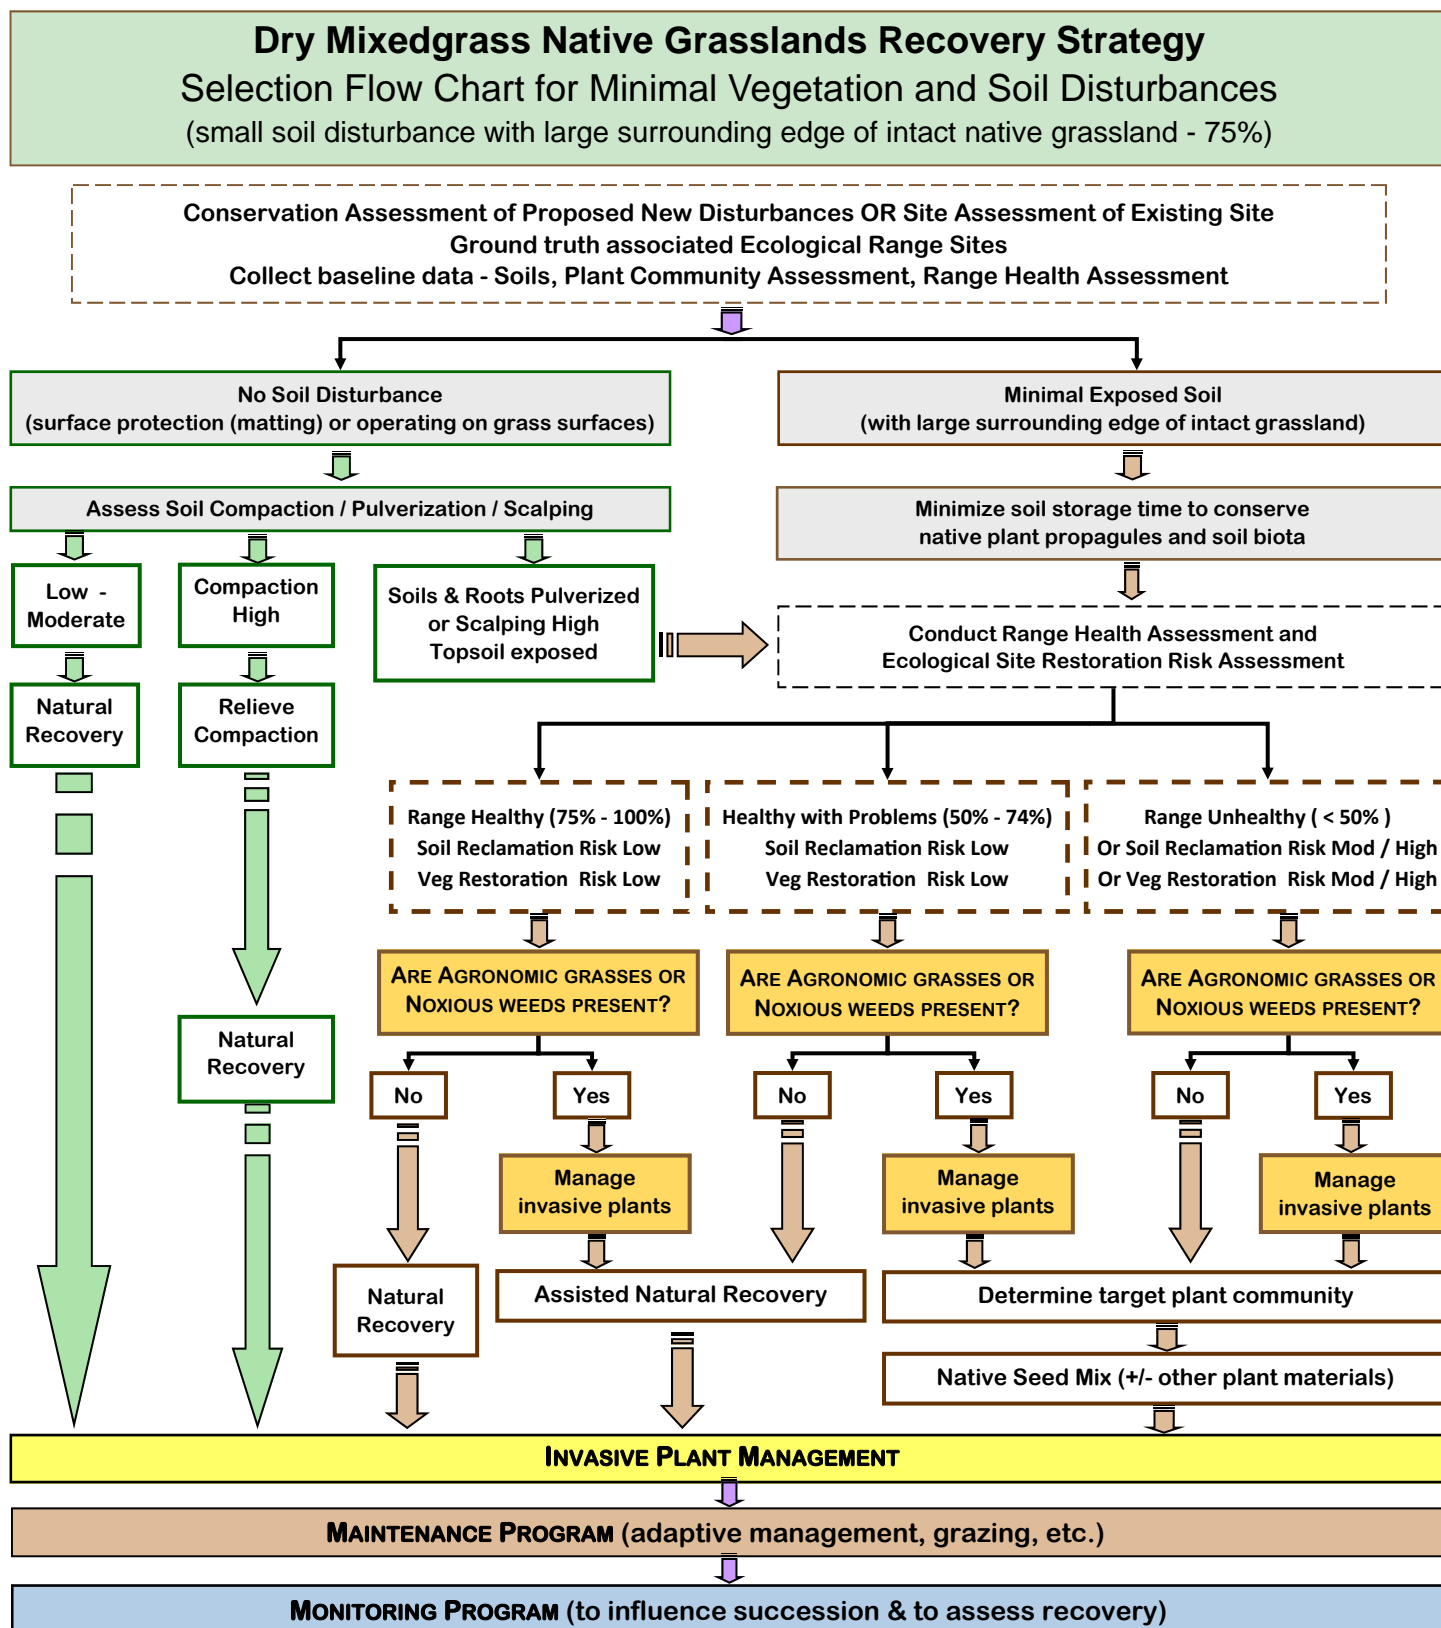 Dry Mixedgrass Native Grasslands Recovery Strategy
Selection Flow Chart for Minimal Vegetation and Soil Disturbances
(small soil disturbance with large surrounding edge of intact native grassland - 75%)
Conservation Assessment of Proposed New Disturbances OR Site Assessment of Existing Site
Ground truth associated Ecological Range Sites
Collect baseline data - Soils, Plant Community Assessment, Range Health Assessment
No Soil Disturbance
(surface protection (matting) or operating on grass surfaces)
Minimal Exposed Soil
(with large surrounding edge of intact grassland)
Assess Soil Compaction / Pulverization / Scalping
Minimize soil storage time to conserve
native plant propagules and soil biota
Low -
Moderate
Compaction
High
Soils & Roots Pulverized
or Scalping High
Topsoil exposed
Conduct Range Health Assessment and
Ecological Site Restoration Risk Assessment
Natural
Recovery
Relieve
Compaction
Range Healthy (75% - 100%)
Soil Reclamation Risk Low
Veg Restoration Risk Low
Healthy with Problems (50% - 74%)
Soil Reclamation Risk Low
Veg Restoration Risk Low
Range Unhealthy ( < 50% )
Or Soil Reclamation Risk Mod / High
Or Veg Restoration Risk Mod / High
ARE AGRONOMIC GRASSES OR
NOXIOUS WEEDS PRESENT?
ARE AGRONOMIC GRASSES OR
NOXIOUS WEEDS PRESENT?
ARE AGRONOMIC GRASSES OR
NOXIOUS WEEDS PRESENT?
Natural
Recovery
No
Yes
No
Yes
No
Yes
Manage
invasive plants
Manage
invasive plants
Manage
invasive plants
Natural
Recovery
Assisted Natural Recovery
Determine target plant community
Native Seed Mix (+/- other plant materials)
INVASIVE PLANT MANAGEMENT
MAINTENANCE PROGRAM (adaptive management, grazing, etc.)
MONITORING PROGRAM (to influence succession & to assess recovery)